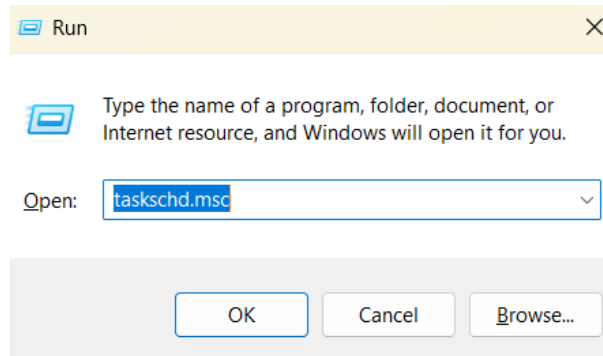 Run
Type the name of a program, folder, document, or
Internet resource, and Windows will open it for you.
Open: taskschd.msc
OK Cancel Browse...